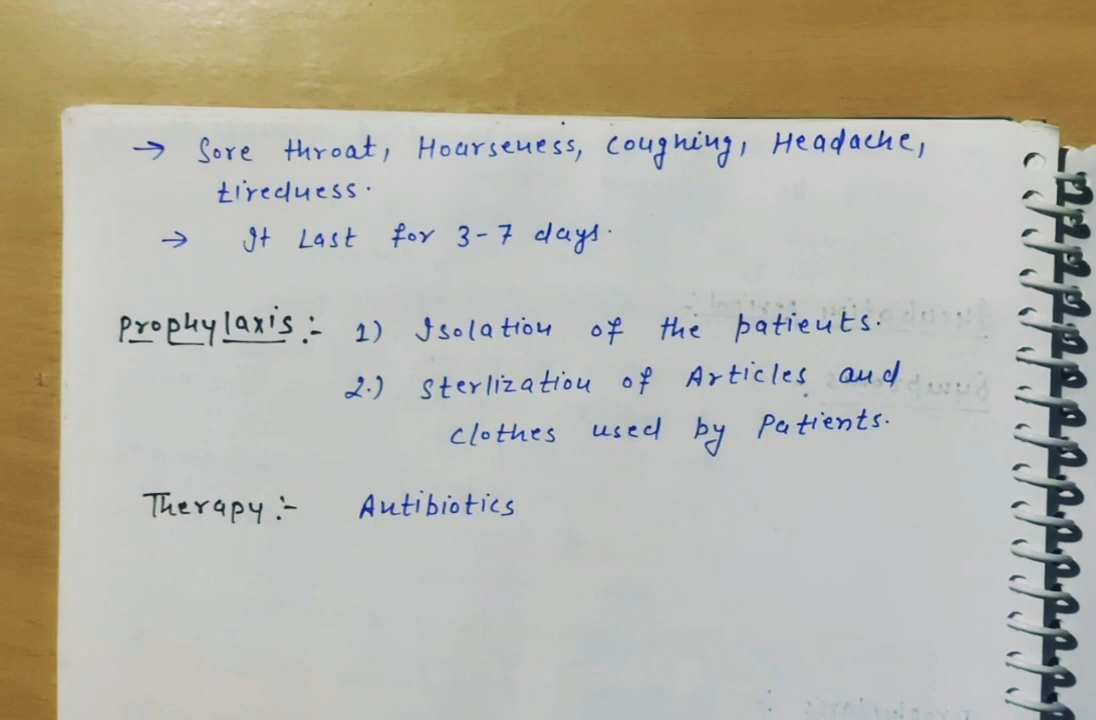 → Sore throat, Hoarseness, Coughing, Headache,
tiredness.
→ It Last for 3-7 days.
Prophylaxis:- 1) Isolation of the patients.
2.) Sterlization of Articles and
clothes used by Patients.
Therapy:- Antibiotics